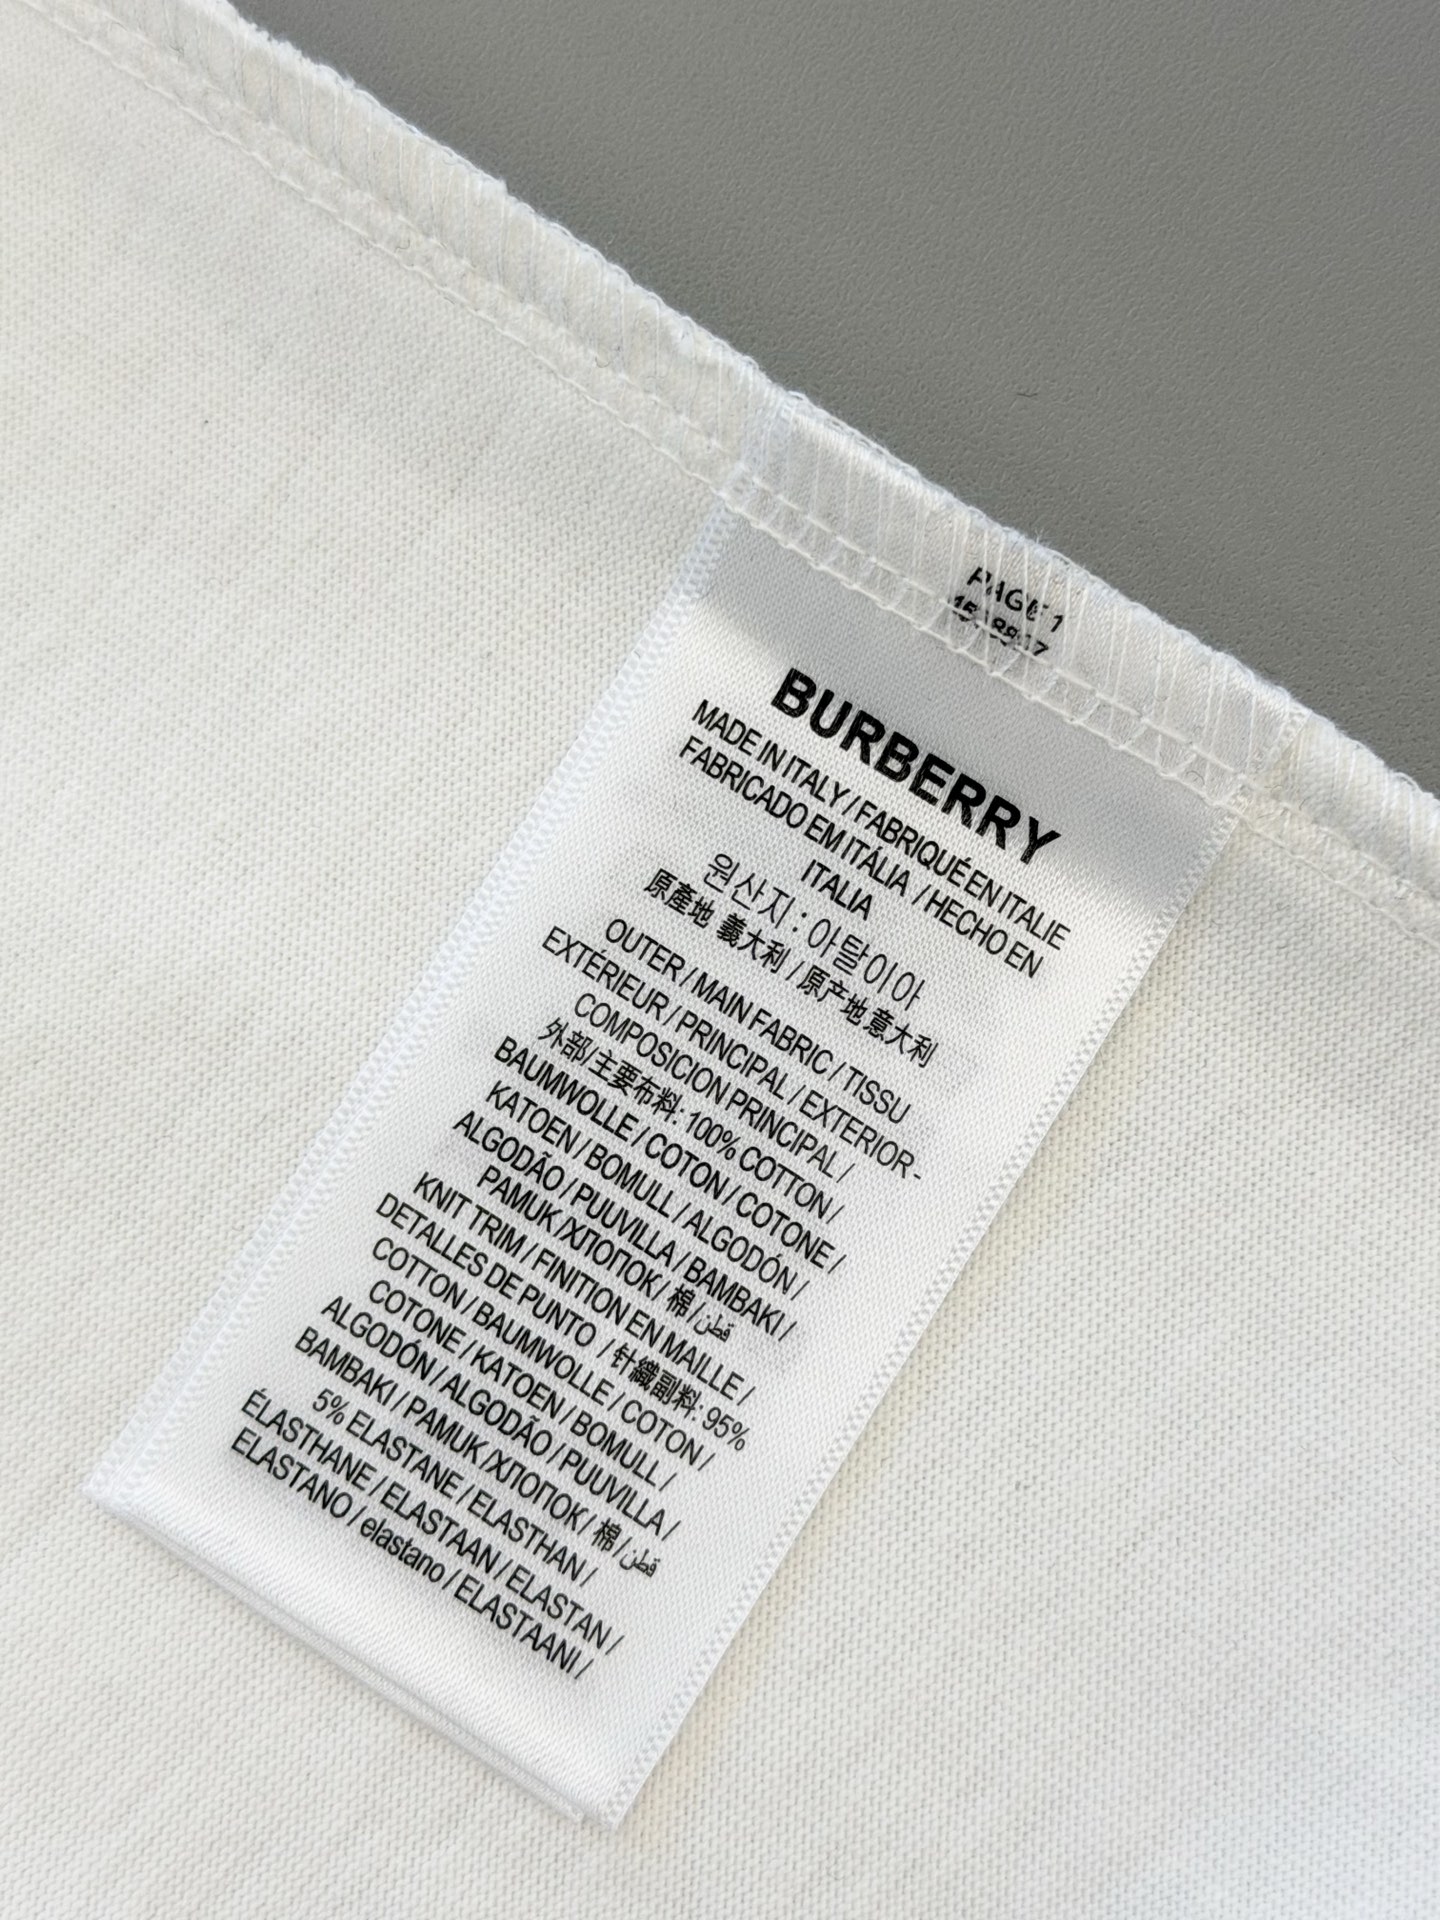 PAGE 1
BURBERRY
MADE IN ITALY / FABRIQUÉ EN ITALIE
FABRICADO EM ITÁLIA / HECHO EN
ITALIA
원산지 : 이탈이아
原產地 義大利 / 原产地 意大利
OUTER / MAIN FABRIC / TISSU
EXTÉRIEUR / PRINCIPAL / EXTERIOR -
COMPOSICION PRINCIPAL /
外部/主要布料: 100% COTTON /
BAUMWOLLE / COTON / COTONE /
KATOEN / BOMULL / ALGODÓN /
ALGODÃO / PUUVILLA / BAMBAKI /
PAMUK /ХЛОПОК/ 棉 / قطن
KNIT TRIM / FINITION EN MAILLE /
DETALLES DE PUNTO / 针織副料: 95%
COTTON / BAUMWOLLE / COTON /
COTONE / KATOEN / BOMULL /
ALGODÓN / ALGODÃO / PUUVILLA /
BAMBAKI / PAMUK /ХЛОПОК/ 棉 / قطن
5% ELASTANE / ELASTHAN /
ÉLASTHANE / ELASTAAN / ELASTAN /
ELASTANO / elastano / ELASTAANI /